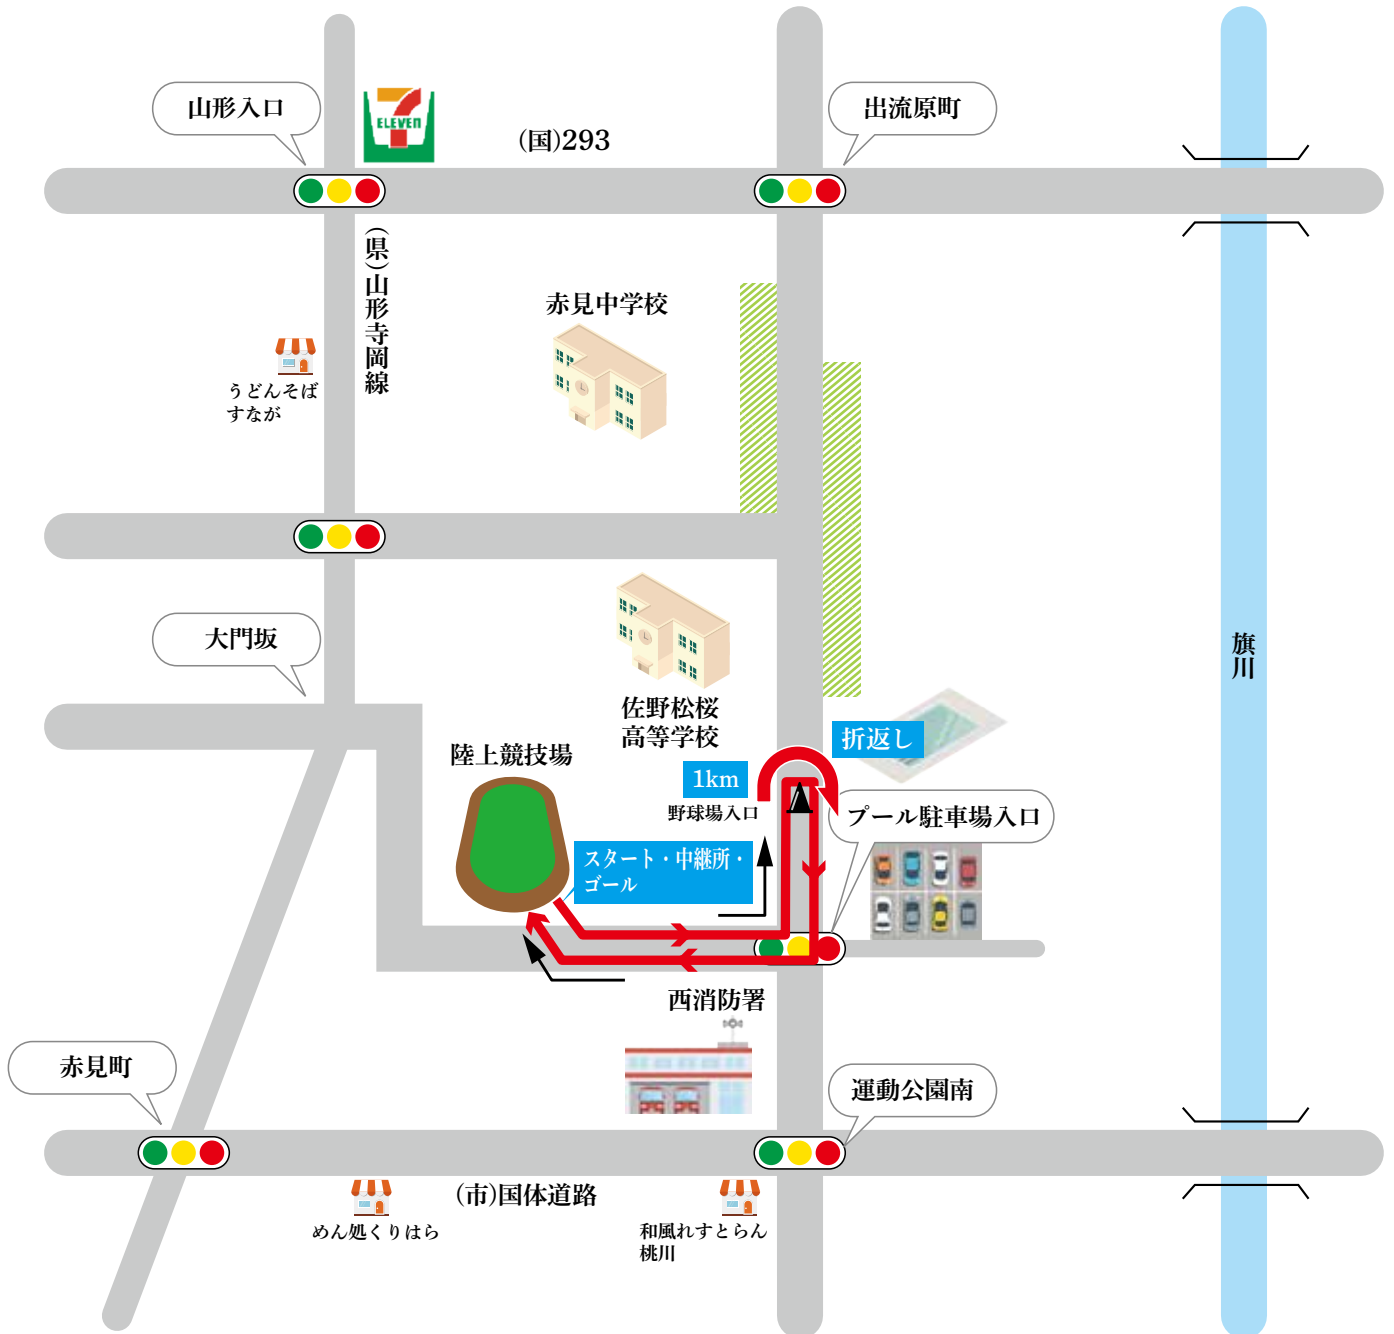 山形入口
ELEVEN
(国)293
出流原町
(県)山形寺岡線
赤見中学校
うどんそば
すなが
大門坂
佐野松桜
高等学校
旗川
折返し
陸上競技場
1km
野球場入口
プール駐車場入口
スタート・中継所・
ゴール
西消防署
赤見町
運動公園南
(市)国体道路
めん処くりはら
和風れすとらん
桃川